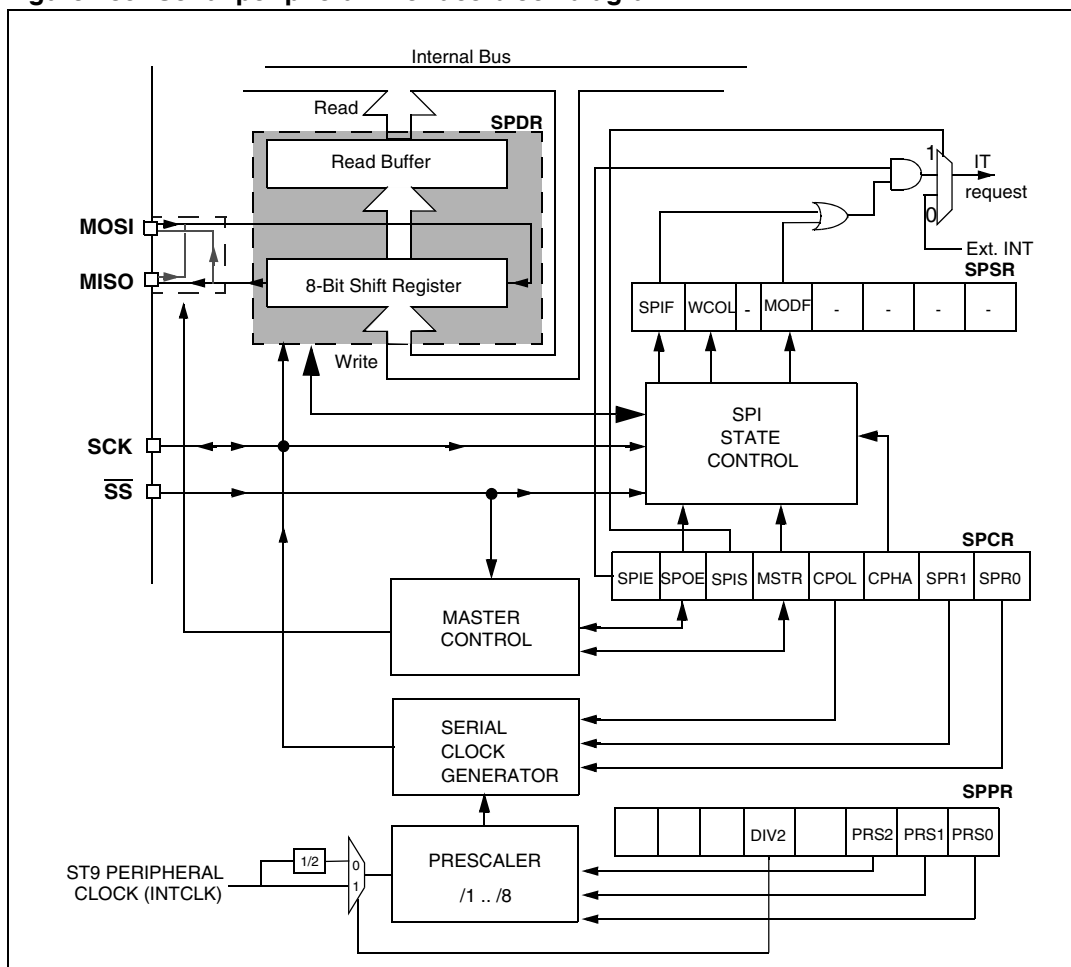 Internal Bus
Read
SPDR
Read Buffer
1
IT
request
0
Ext. INT
MOSI
MISO
8-Bit Shift Register
SPSR
SPIF WCOL - MODF - - - -
Write
SPI
STATE
CONTROL
SCK
SS
SPCR
SPIE SPOE SPIS MSTR CPOL CPHA SPR1 SPR0
MASTER
CONTROL
SERIAL
CLOCK
GENERATOR
SPPR
DIV2 PRS2 PRS1 PRS0
PRESCALER
/1 .. /8
1/2
0
1
ST9 PERIPHERAL
CLOCK (INTCLK)